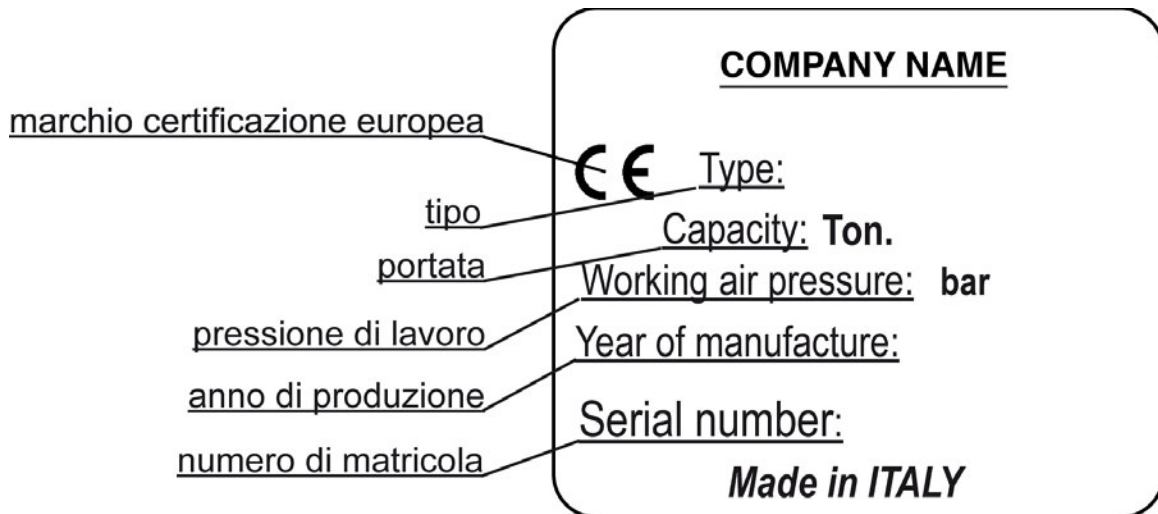 COMPANY NAME
marchio certificazione europea
CE Type:
tipo
Capacity: Ton.
portata
Working air pressure: bar
pressione di lavoro
Year of manufacture:
anno di produzione
Serial number:
numero di matricola
Made in ITALY